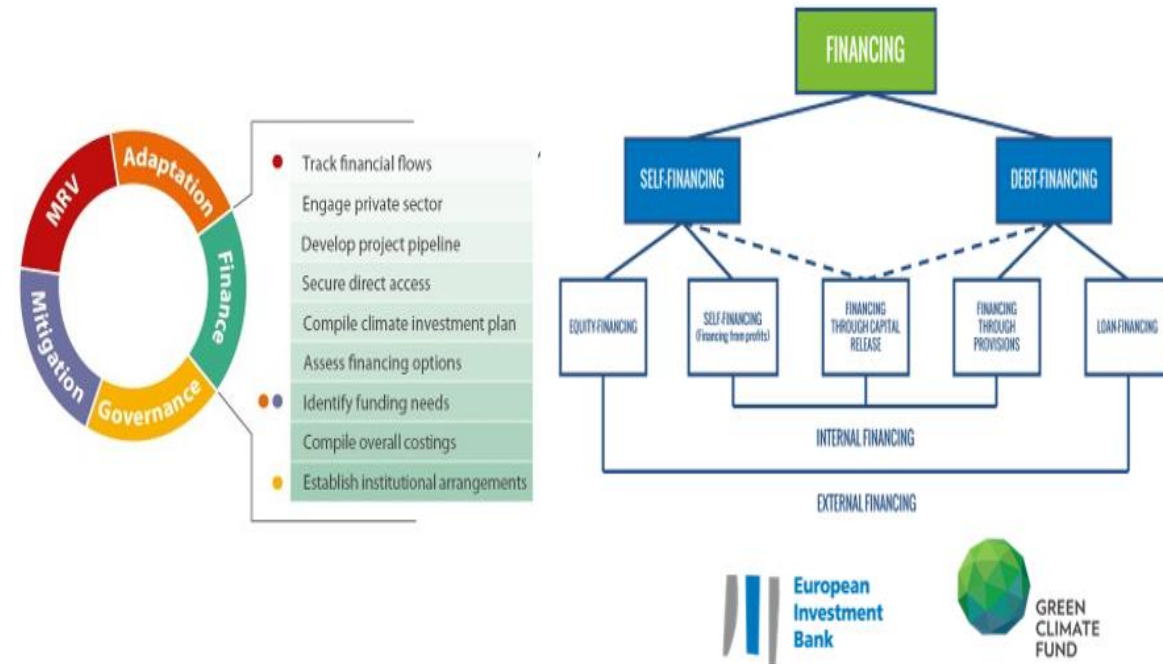 MRV
Adaptation
Finance
Governance
Mitigation
Track financial flows
Engage private sector
Develop project pipeline
Secure direct access
Compile climate investment plan
Assess financing options
Identify funding needs
Compile overall costings
Establish institutional arrangements
FINANCING
SELF-FINANCING
DEBT-FINANCING
EQUITY-FINANCING
SELF-FINANCING
(Financing from profits)
FINANCING
THROUGH CAPITAL
RELEASE
FINANCING
THROUGH
PROVISIONS
LOAN-FINANCING
INTERNAL FINANCING
EXTERNAL FINANCING
European
Investment
Bank
GREEN
CLIMATE
FUND